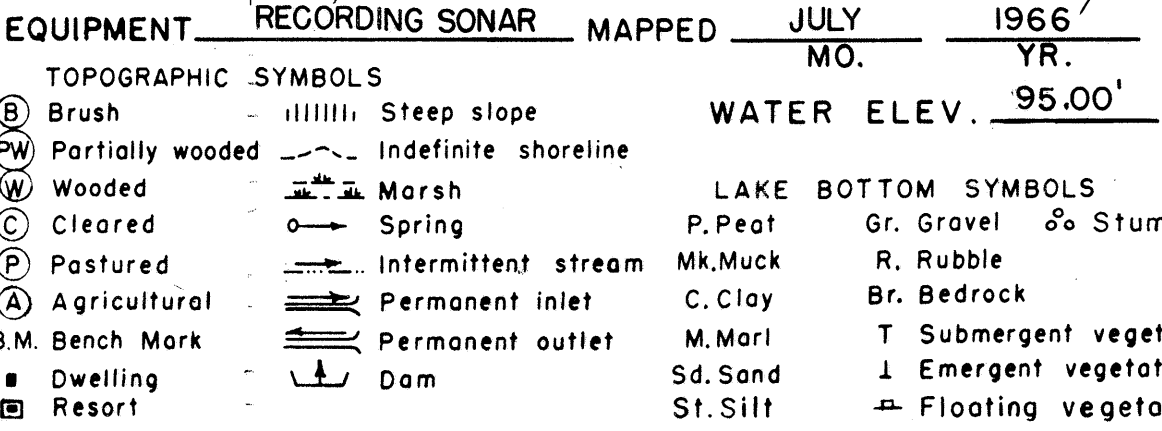 EQUIPMENT RECORDING SONAR MAPPED JULY 1966
MO. YR.
TOPOGRAPHIC SYMBOLS
WATER ELEV. 95.00'
B Brush Steep slope
PW Partially wooded Indefinite shoreline
W Wooded Marsh
C Cleared Spring
P Pastured Intermittent stream
A Agricultural Permanent inlet
B.M. Bench Mark Permanent outlet
Dwelling Dam
Resort
LAKE BOTTOM SYMBOLS
P. Peat Gr. Gravel Stum
Mk. Muck R. Rubble
C. Clay Br. Bedrock
M. Marl T Submergent veget
Sd. Sand ⊥ Emergent vegetat
St. Silt Floating vegeta